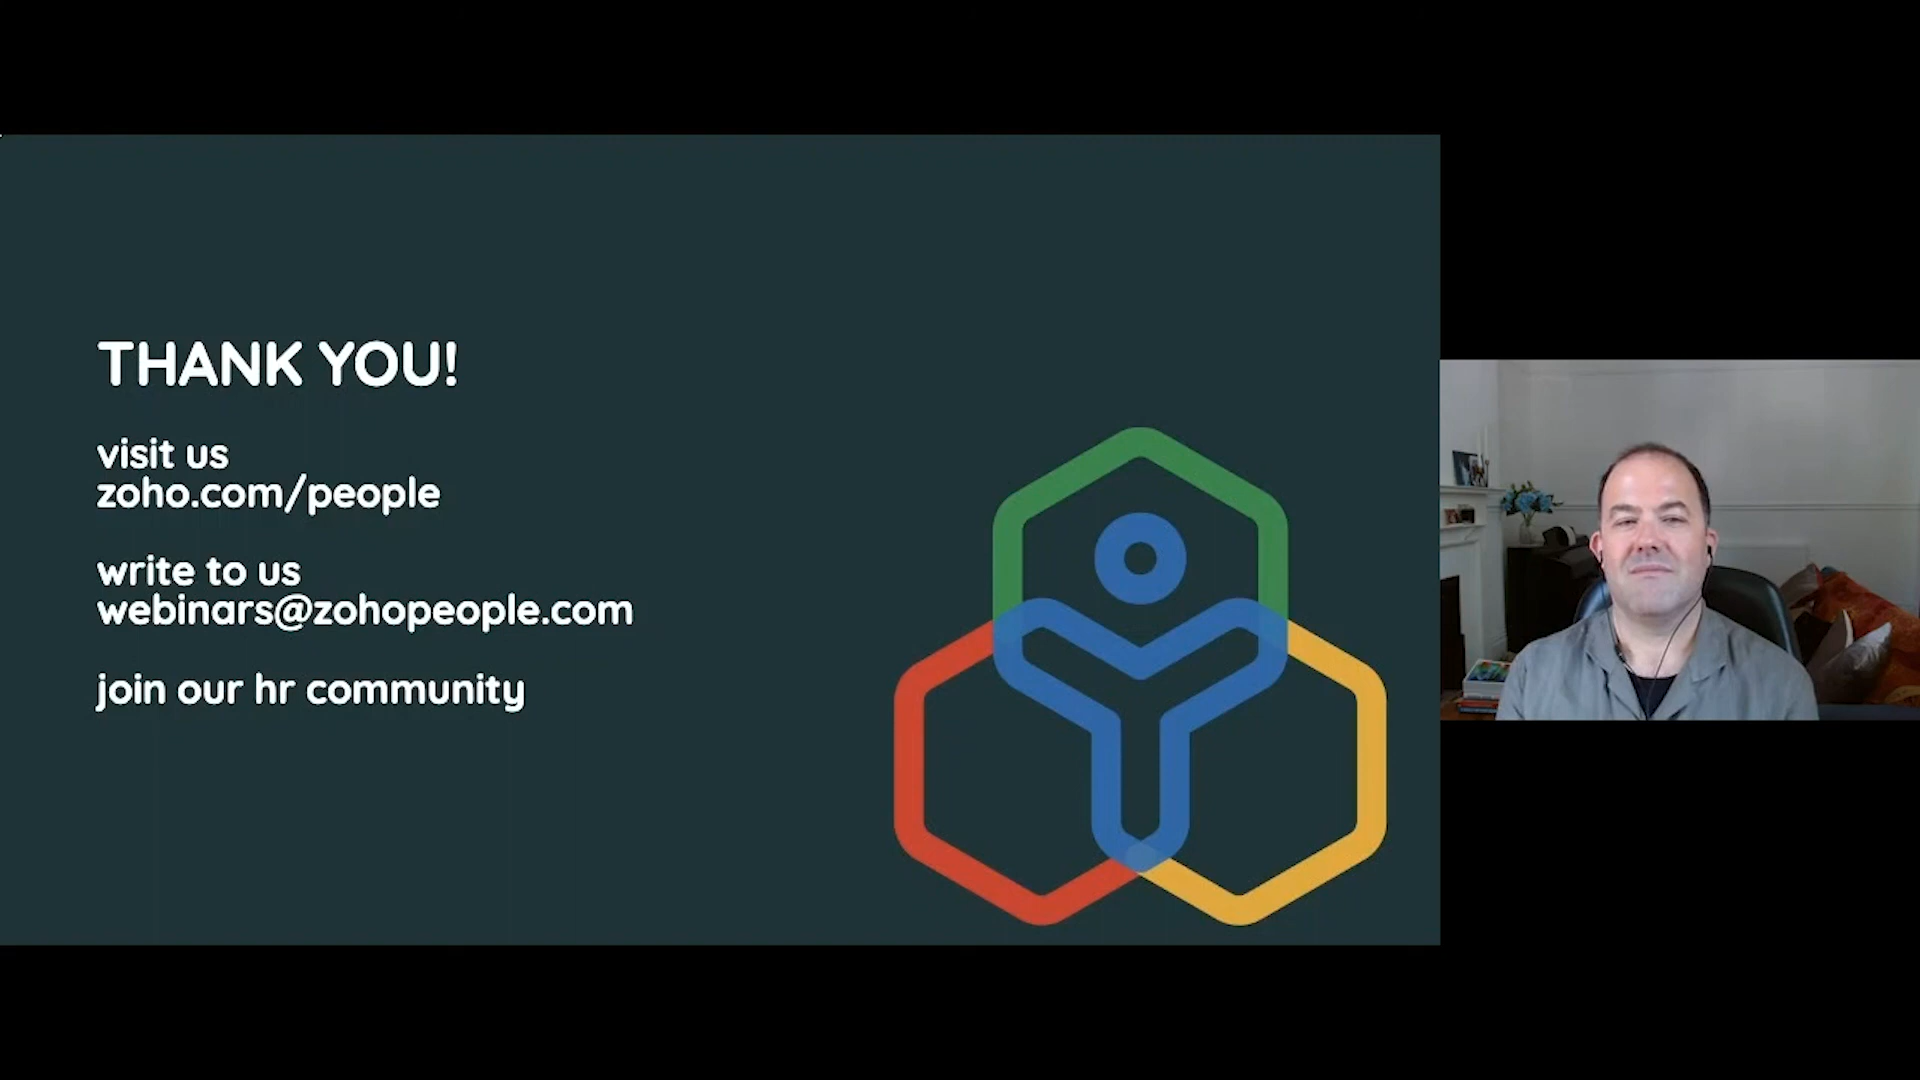 THANK YOU!
visit us
zoho.com/people
write to us
webinars@zohopeople.com
join our hr community